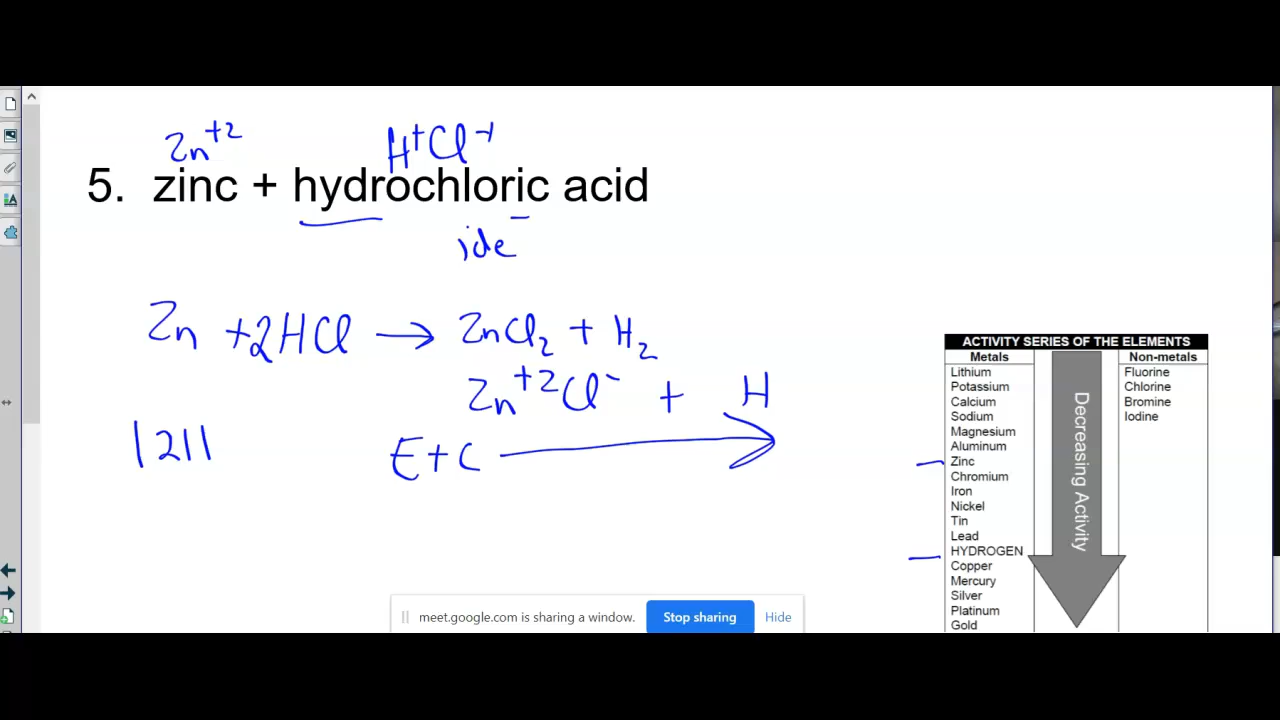 Zn+2 H+Cl-1
5. zinc + hydrochloric acid
ide
Zn +2HCl → ZnCl2 + H2
Zn+2Cl- + H
1211 E+C →
ACTIVITY SERIES OF THE ELEMENTS
Metals Non-metals
Lithium Fluorine
Potassium Chlorine
Calcium Bromine
Sodium Iodine
Magnesium
Aluminum
Zinc
Chromium
Iron
Nickel
Tin
Lead
HYDROGEN
Copper
Mercury
Silver
Platinum
Gold
Decreasing Activity
meet.google.com is sharing a window. Stop sharing Hide